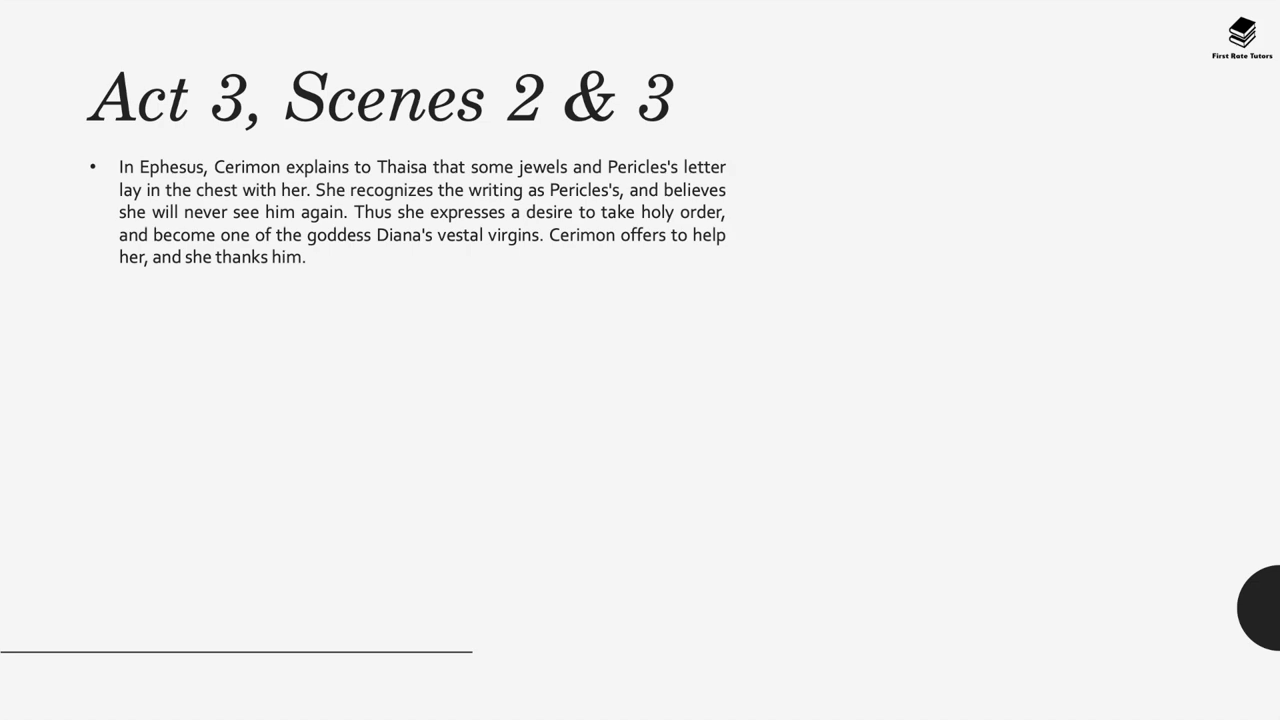 First Rate Tutors
Act 3, Scenes 2 & 3
• In Ephesus, Cerimon explains to Thaisa that some jewels and Pericles's letter
lay in the chest with her. She recognizes the writing as Pericles's, and believes
she will never see him again. Thus she expresses a desire to take holy order,
and become one of the goddess Diana's vestal virgins. Cerimon offers to help
her, and she thanks him.